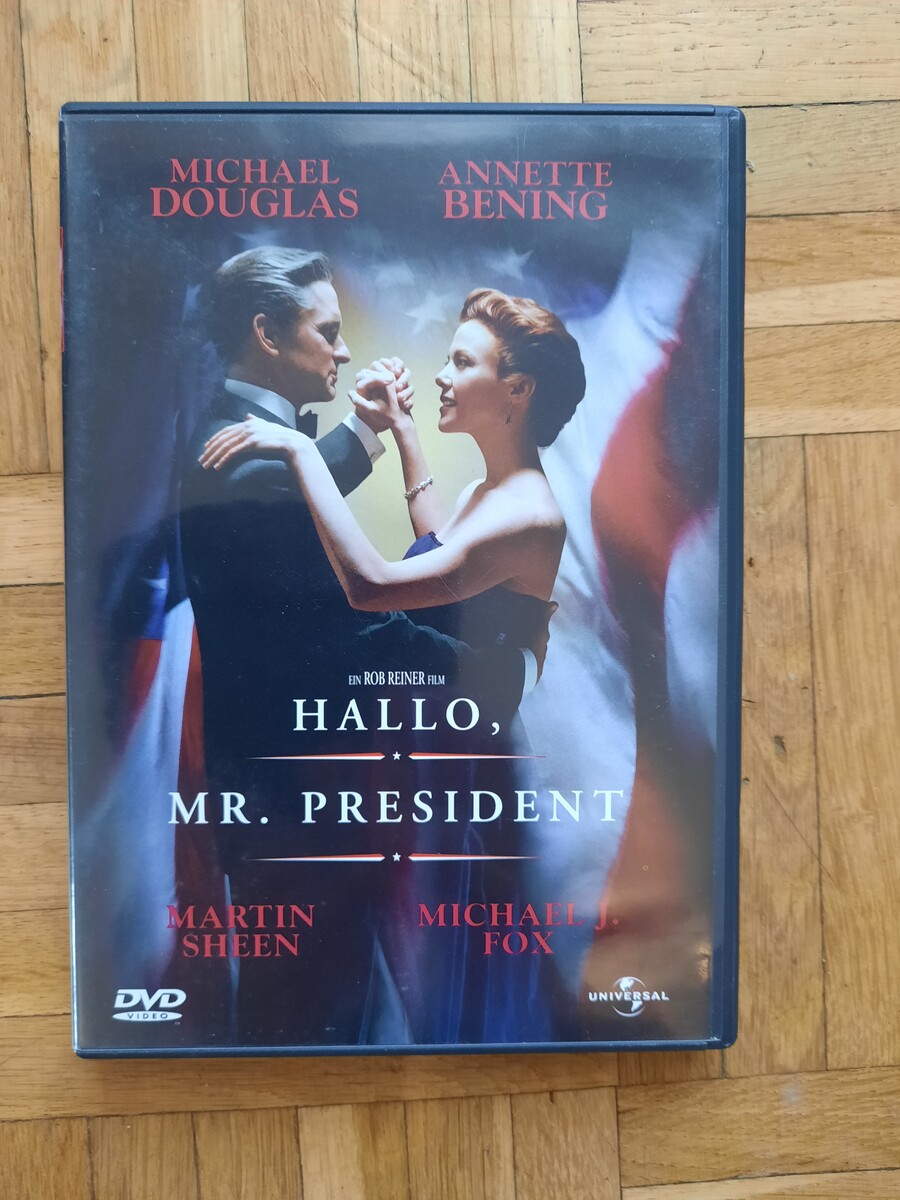 MICHAEL
DOUGLAS
ANNETTE
BENING
EIN ROB REINER FILM
HALLO,
MR. PRESIDENT
MARTIN
SHEEN
MICHAEL J.
FOX
DVD
VIDEO
UNIVERSAL